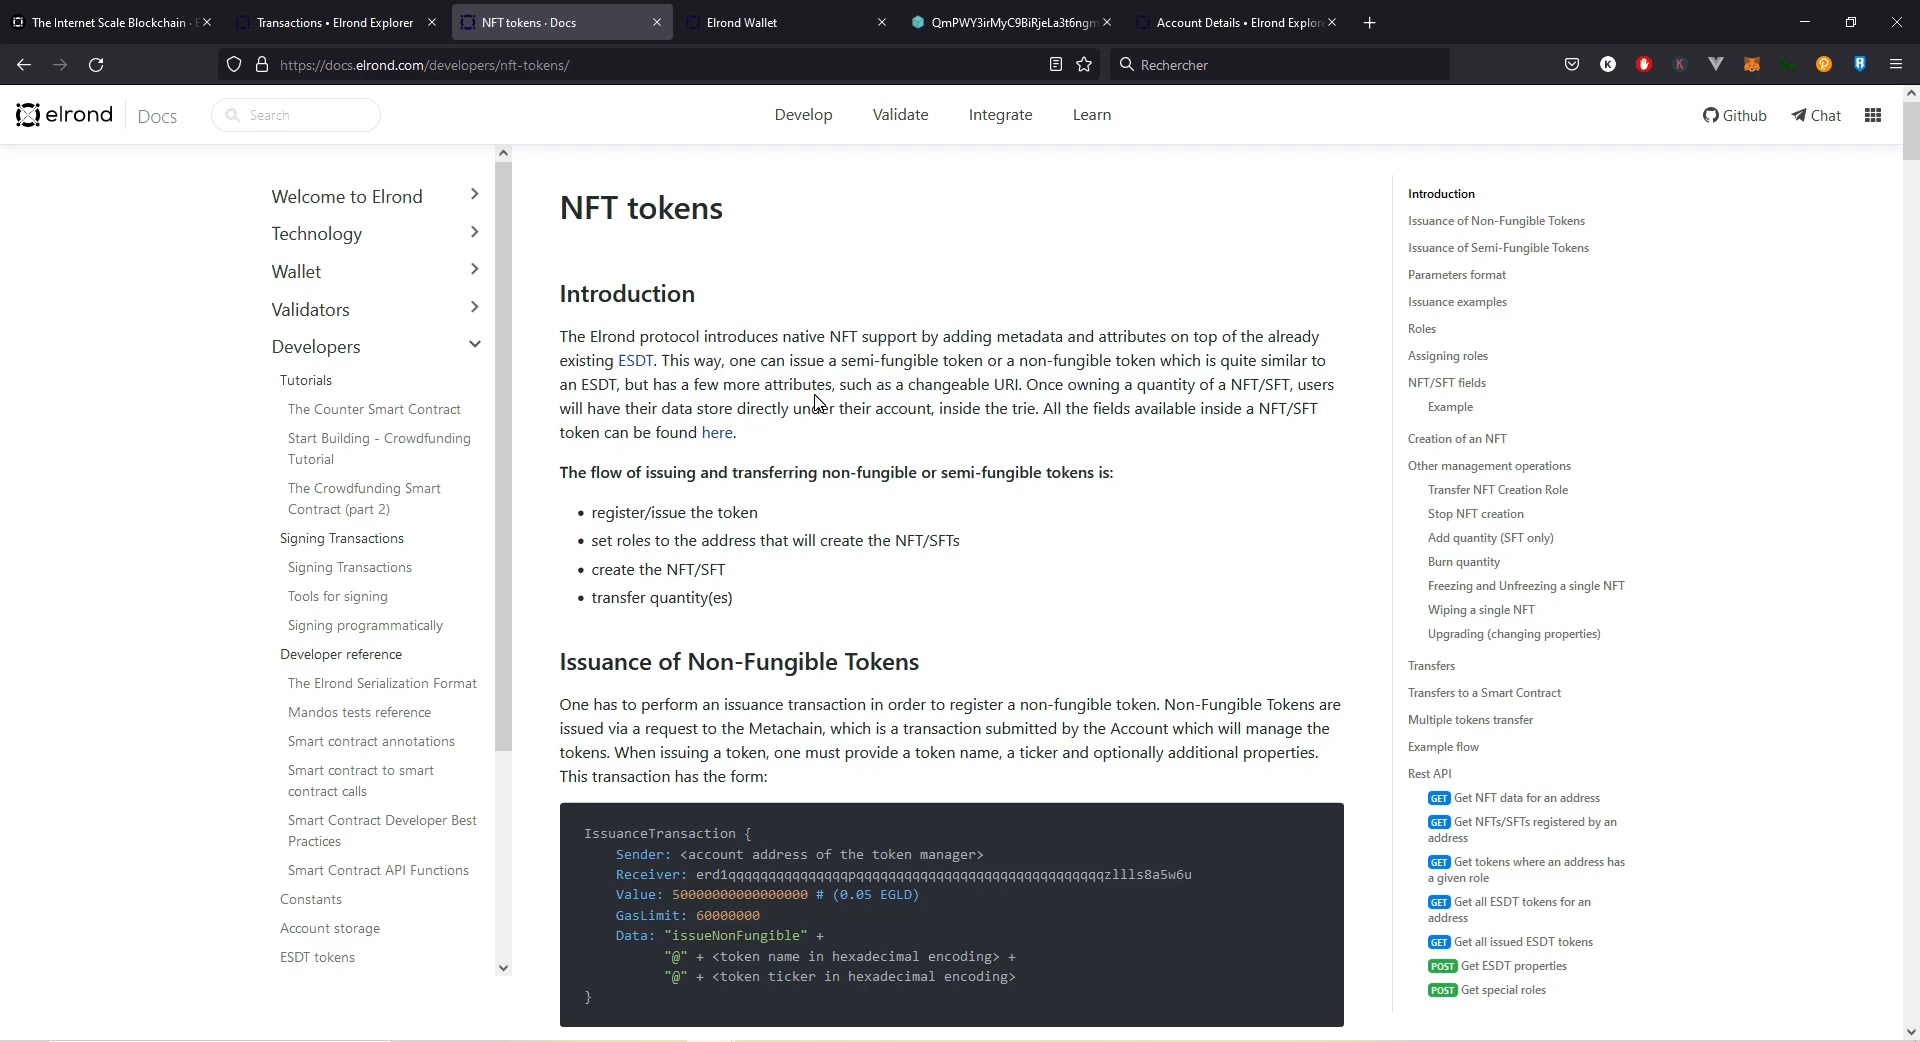 The Internet Scale Blockchain ·
Transactions • Elrond Explorer
NFT tokens · Docs
Elrond Wallet
QmPWY3irMyC9BiRjeLa3t6ngm
Account Details • Elrond Explor
https://docs.elrond.com/developers/nft-tokens/
Rechercher
elrond
Docs
Search
Develop
Validate
Integrate
Learn
Github
Chat
Welcome to Elrond
Technology
Wallet
Validators
Developers
Tutorials
The Counter Smart Contract
Start Building - Crowdfunding
Tutorial
The Crowdfunding Smart
Contract (part 2)
Signing Transactions
Signing Transactions
Tools for signing
Signing programmatically
Developer reference
The Elrond Serialization Format
Mandos tests reference
Smart contract annotations
Smart contract to smart
contract calls
Smart Contract Developer Best
Practices
Smart Contract API Functions
Constants
Account storage
ESDT tokens
NFT tokens
Introduction
The Elrond protocol introduces native NFT support by adding metadata and attributes on top of the already
existing ESDT. This way, one can issue a semi-fungible token or a non-fungible token which is quite similar to
an ESDT, but has a few more attributes, such as a changeable URI. Once owning a quantity of a NFT/SFT, users
will have their data store directly under their account, inside the trie. All the fields available inside a NFT/SFT
token can be found here.
The flow of issuing and transferring non-fungible or semi-fungible tokens is:
• register/issue the token
• set roles to the address that will create the NFT/SFTs
• create the NFT/SFT
• transfer quantity(es)
Issuance of Non-Fungible Tokens
One has to perform an issuance transaction in order to register a non-fungible token. Non-Fungible Tokens are
issued via a request to the Metachain, which is a transaction submitted by the Account which will manage the
tokens. When issuing a token, one must provide a token name, a ticker and optionally additional properties.
This transaction has the form:
IssuanceTransaction {
Sender: <account address of the token manager>
Value: 50000000000000000 # (0.05 EGLD)
GasLimit: 60000000
Data: "issueNonFungible" +
"@" + <token name in hexadecimal encoding> +
"@" + <token ticker in hexadecimal encoding>
}
Introduction
Issuance of Non-Fungible Tokens
Issuance of Semi-Fungible Tokens
Parameters format
Issuance examples
Roles
Assigning roles
NFT/SFT fields
Example
Creation of an NFT
Other management operations
Transfer NFT Creation Role
Stop NFT creation
Add quantity (SFT only)
Burn quantity
Freezing and Unfreezing a single NFT
Wiping a single NFT
Upgrading (changing properties)
Transfers
Transfers to a Smart Contract
Multiple tokens transfer
Example flow
Rest API
GET Get NFT data for an address
GET Get NFTs/SFTs registered by an
address
GET Get tokens where an address has
a given role
GET Get all ESDT tokens for an
address
GET Get all issued ESDT tokens
POST Get ESDT properties
POST Get special roles